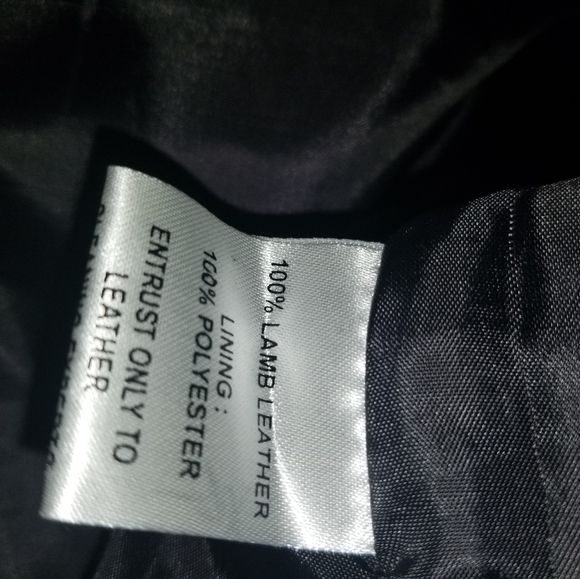 100% LAMB LEATHER
LINING :
100% POLYESTER
ENTRUST ONLY TO
LEATHER